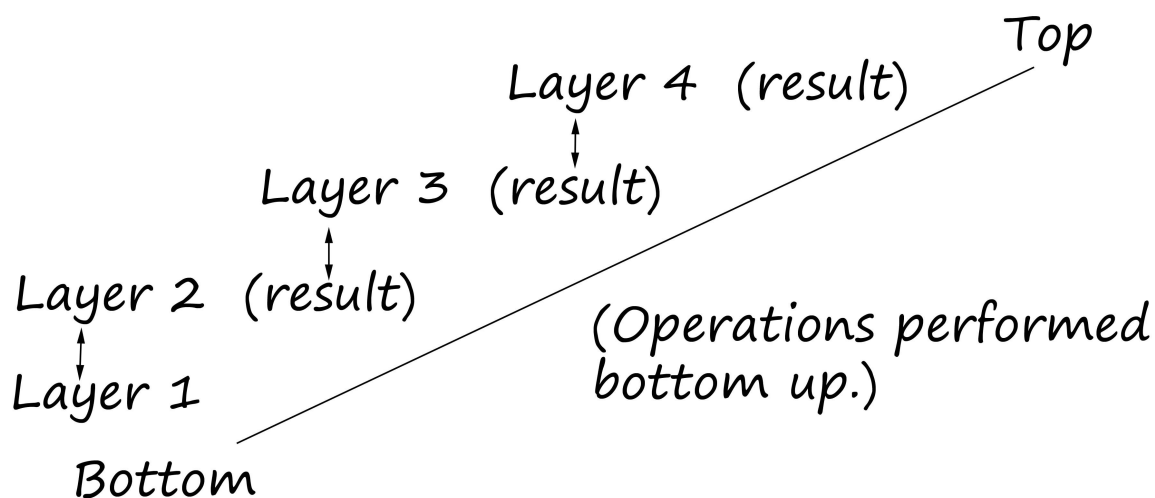 Top
Layer 4 (result)
Layer 3 (result)
Layer 2 (result)
(Operations performed
bottom up.)
Layer 1
Bottom